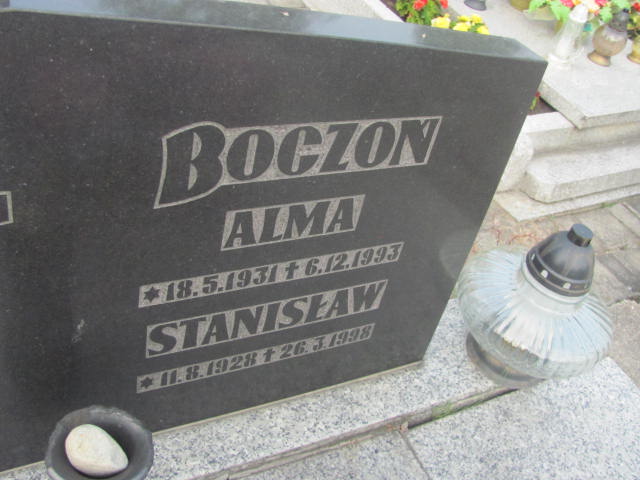 BOCZON
ALMA
* 18.5.1931 ✝ 6.12.1993
STANISŁAW
* 11.8.1928 ✝ 26.3.1998